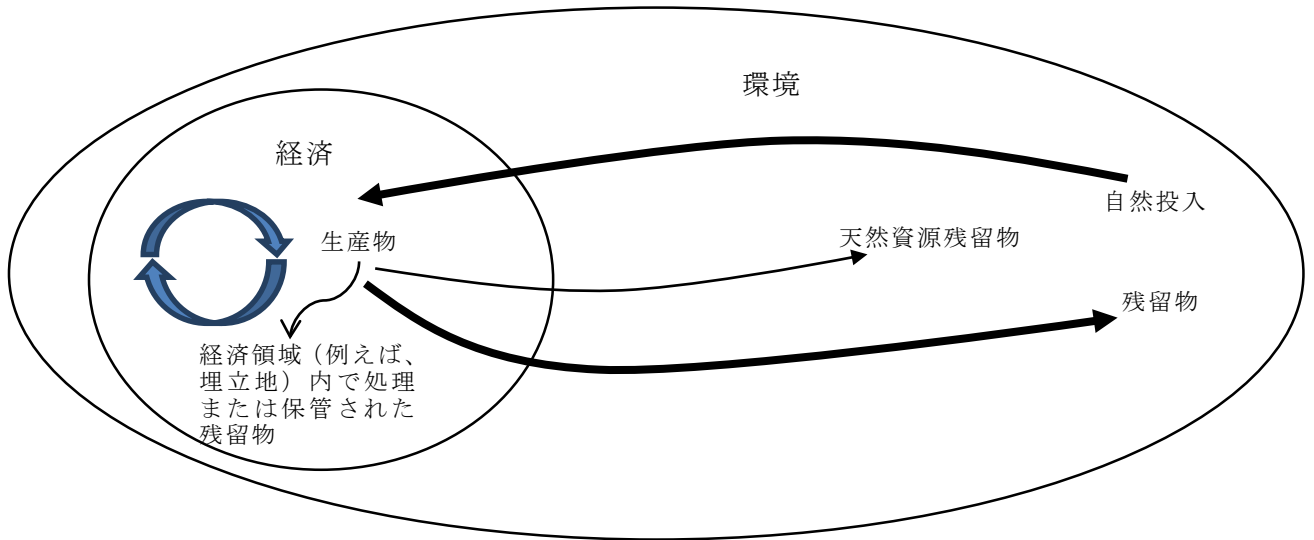 環境
経済
自然投入
生産物
天然資源残留物
残留物
経済領域（例えば、
埋立地）内で処理
または保管された
残留物